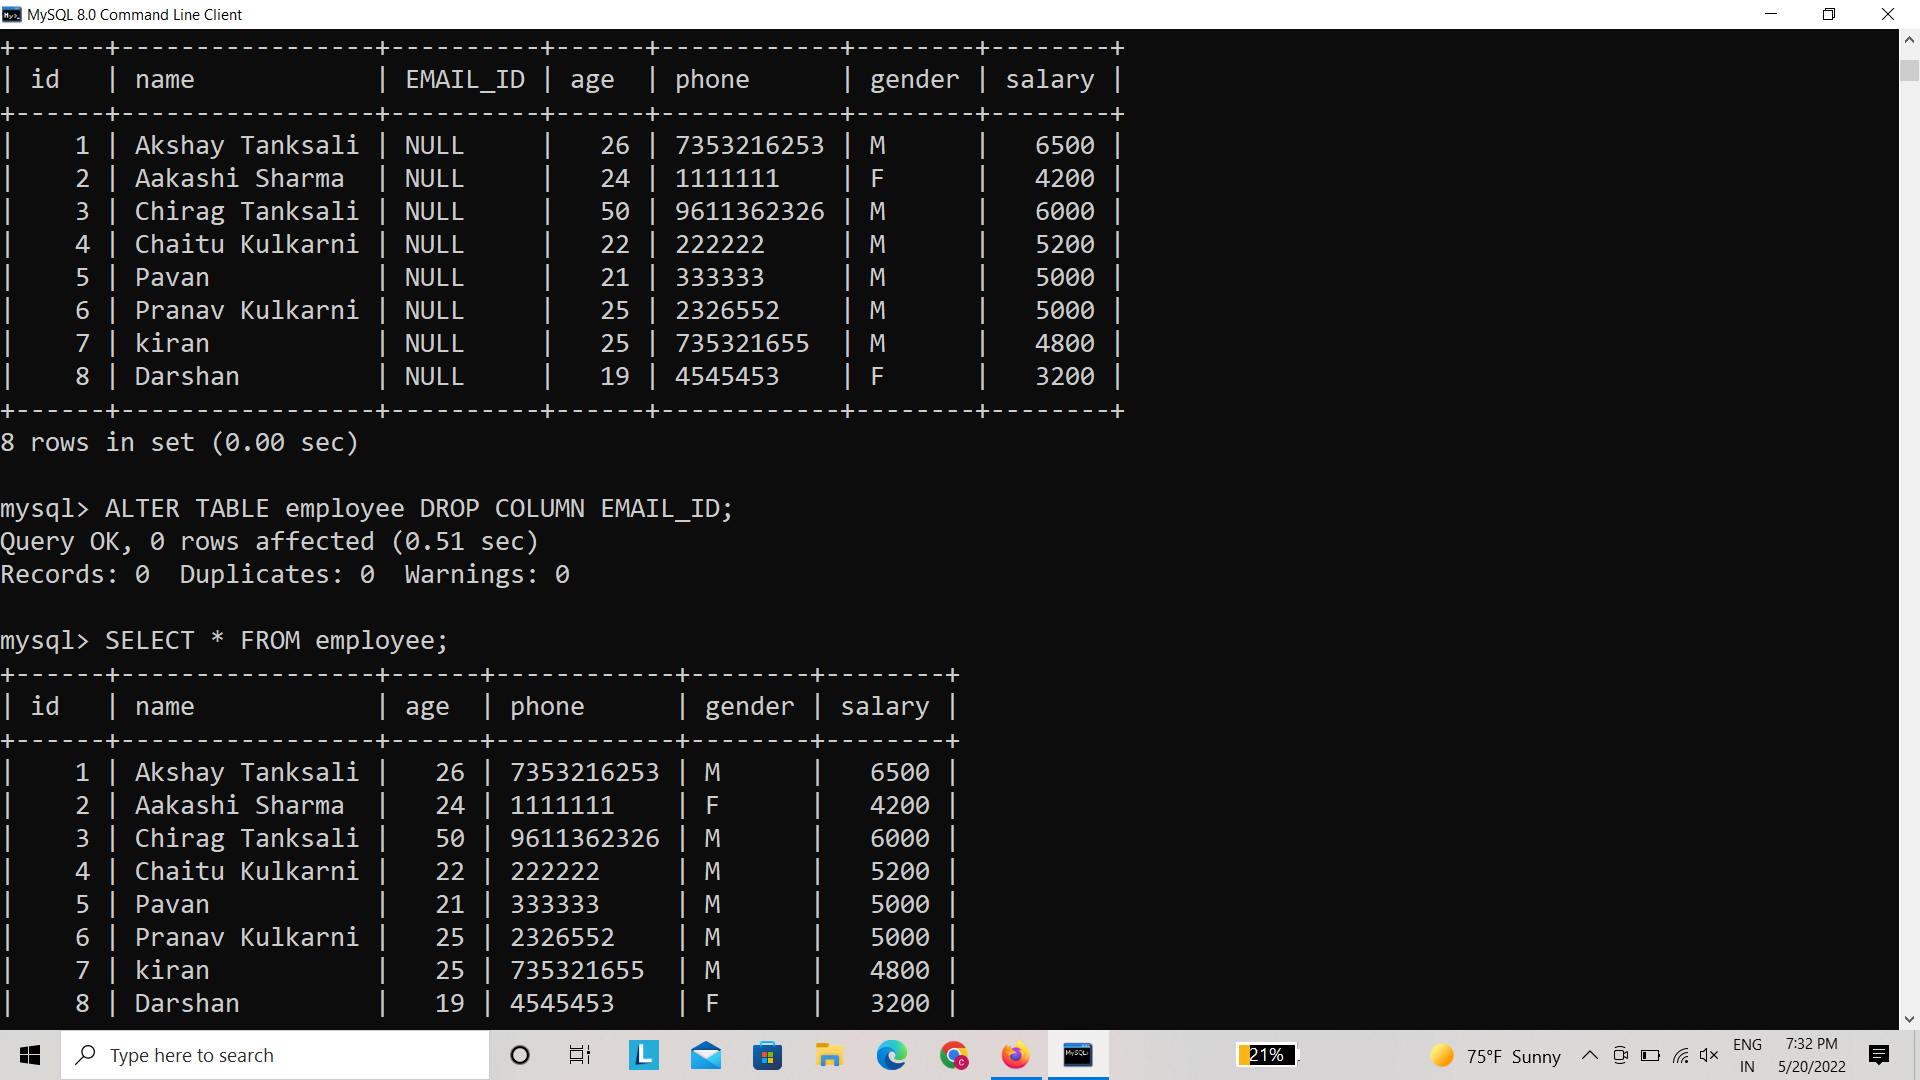 MySQL 8.0 Command Line Client
+------+-----------------+----------+------+------------+--------+--------+
| id   | name            | EMAIL_ID | age  | phone      | gender | salary |
+------+-----------------+----------+------+------------+--------+--------+
|    1 | Akshay Tanksali | NULL     |   26 | 7353216253 | M      |   6500 |
|    2 | Aakashi Sharma  | NULL     |   24 | 1111111    | F      |   4200 |
|    3 | Chirag Tanksali | NULL     |   50 | 9611362326 | M      |   6000 |
|    4 | Chaitu Kulkarni | NULL     |   22 | 222222     | M      |   5200 |
|    5 | Pavan           | NULL     |   21 | 333333     | M      |   5000 |
|    6 | Pranav Kulkarni | NULL     |   25 | 2326552    | M      |   5000 |
|    7 | kiran           | NULL     |   25 | 735321655  | M      |   4800 |
|    8 | Darshan         | NULL     |   19 | 4545453    | F      |   3200 |
+------+-----------------+----------+------+------------+--------+--------+
8 rows in set (0.00 sec)
mysql> ALTER TABLE employee DROP COLUMN EMAIL_ID;
Query OK, 0 rows affected (0.51 sec)
Records: 0  Duplicates: 0  Warnings: 0
mysql> SELECT * FROM employee;
+------+-----------------+------+------------+--------+--------+
| id   | name            | age  | phone      | gender | salary |
+------+-----------------+------+------------+--------+--------+
|    1 | Akshay Tanksali |   26 | 7353216253 | M      |   6500 |
|    2 | Aakashi Sharma  |   24 | 1111111    | F      |   4200 |
|    3 | Chirag Tanksali |   50 | 9611362326 | M      |   6000 |
|    4 | Chaitu Kulkarni |   22 | 222222     | M      |   5200 |
|    5 | Pavan           |   21 | 333333     | M      |   5000 |
|    6 | Pranav Kulkarni |   25 | 2326552    | M      |   5000 |
|    7 | kiran           |   25 | 735321655  | M      |   4800 |
|    8 | Darshan         |   19 | 4545453    | F      |   3200 |
Type here to search
L
C
MySQL
21%
75°F Sunny
ENG
IN
7:32 PM
5/20/2022